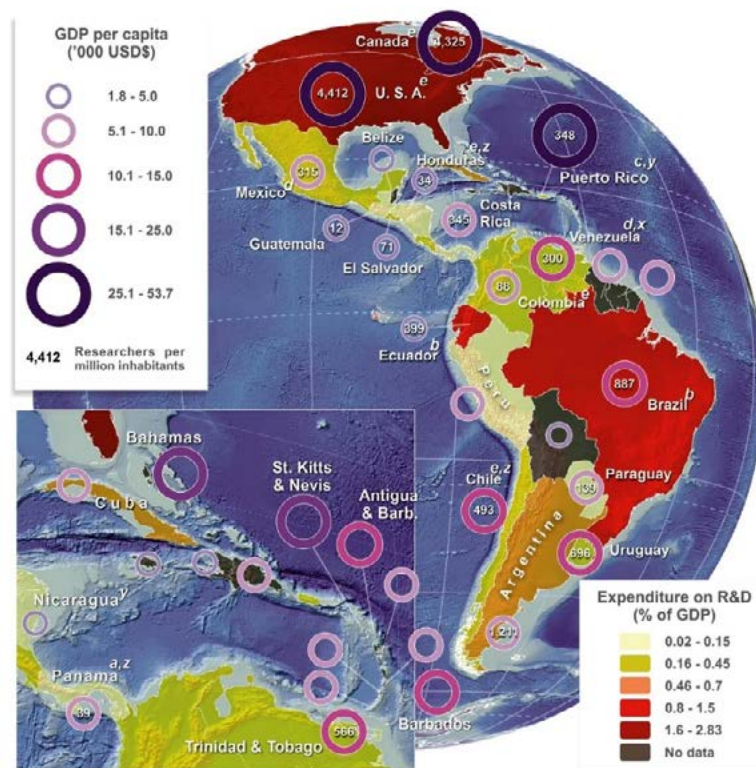 GDP per capita
('000 USD$)
1.8 - 5.0
5.1 - 10.0
10.1 - 15.0
15.1 - 25.0
25.1 - 53.7
4,412 Researchers per
million inhabitants
Canada e
4,325
e
4,412 U. S. A.
348
c,y
Puerto Rico
Belize
e,z
Honduras
34
315
Mexico d
Costa
345 Rica
12
Guatemala
71
El Salvador
d,x
Venezuela
300
88
Colombia e
399
b
Ecuador
Peru
887
Brazil b
e,z
Chile
493
Paraguay
139
Argentina
696
Uruguay
1,211
Bahamas
Cuba
St. Kitts
& Nevis
Antigua
& Barb.
Nicaragua y
a,z
Panama
39
Barbados
566
Trinidad & Tobago
Expenditure on R&D
(% of GDP)
0.02 - 0.15
0.16 - 0.45
0.46 - 0.7
0.8 - 1.5
1.6 - 2.83
No data